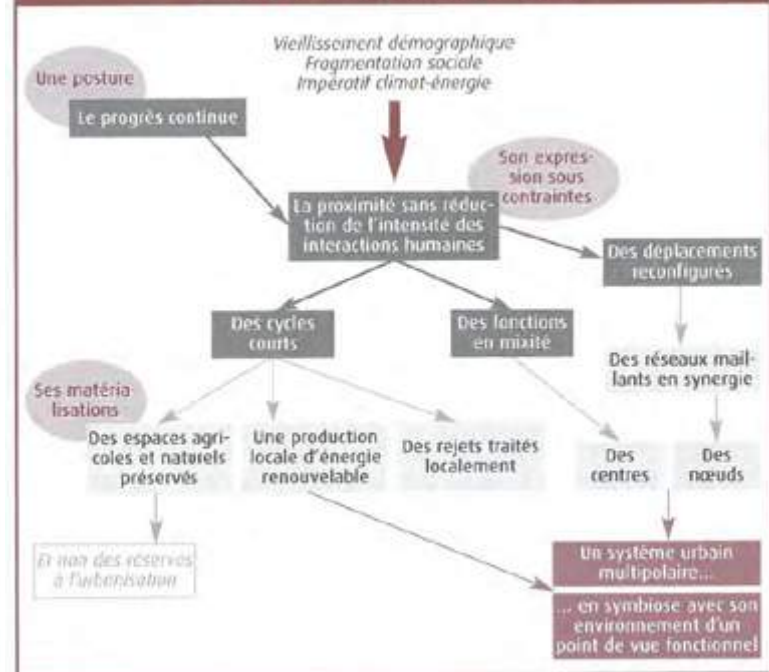 Vieillissement démographique
Fragmentation sociale
Impératif climat-énergie
Une posture
Le progrès continue
Son expres-
sion sous
contraintes
La proximité sans réduc-
tion de l'intensité des
interactions humaines
Des déplacements
reconfigurés
Des cycles
courts
Des fonctions
en mixité
Des réseaux mail-
lants en synergie
Ses matéria-
lisations
Des espaces agri-
coles et naturels
préservés
Une production
locale d'énergie
renouvelable
Des rejets traités
localement
Des
centres
Des
nœuds
Et non des réserves
à l'urbanisation
Un système urbain
multipolaire...
... en symbiose avec son
environnement d'un
point de vue fonctionnel